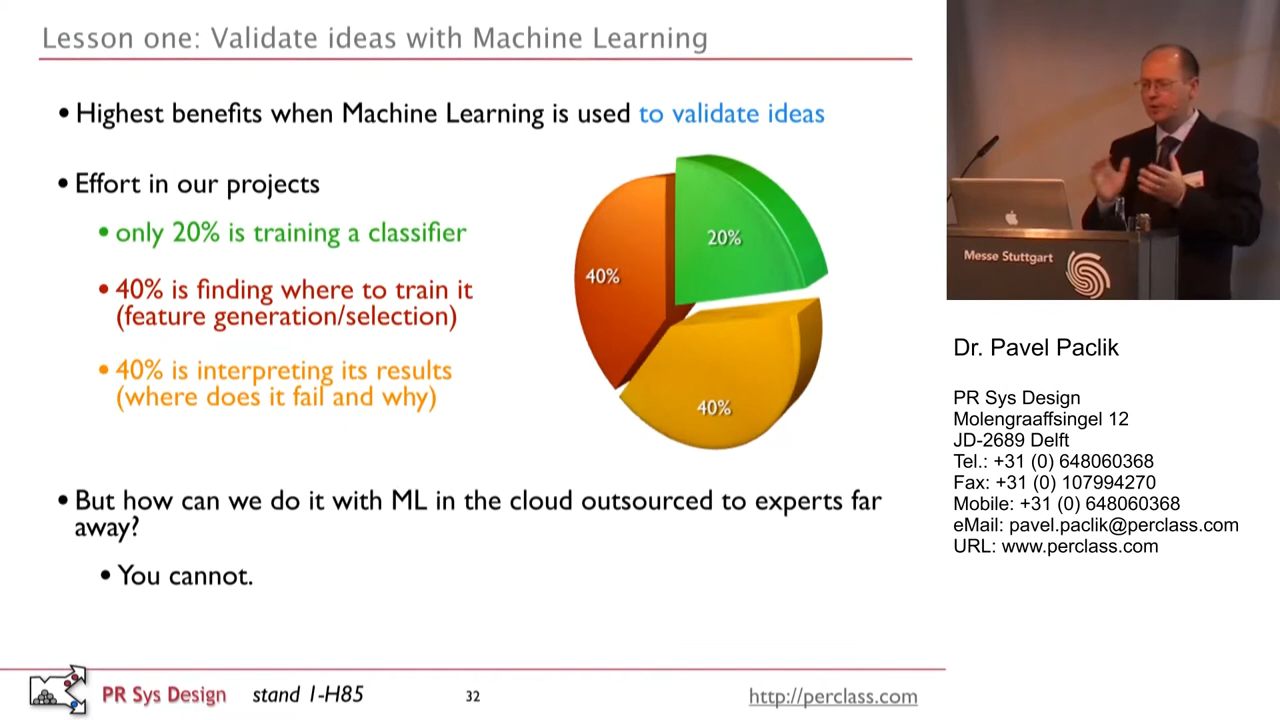 Lesson one: Validate ideas with Machine Learning
• Highest benefits when Machine Learning is used to validate ideas
• Effort in our projects
• only 20% is training a classifier
• 40% is finding where to train it
(feature generation/selection)
• 40% is interpreting its results
(where does it fail and why)
20%
40%
40%
• But how can we do it with ML in the cloud outsourced to experts far
away?
• You cannot.
PR Sys Design stand 1-H85 32 http://perclass.com
Messe Stuttgart
Dr. Pavel Paclik
PR Sys Design
Molengraaffsingel 12
JD-2689 Delft
Tel.: +31 (0) 648060368
Fax: +31 (0) 107994270
Mobile: +31 (0) 648060368
eMail: pavel.paclik@perclass.com
URL: www.perclass.com